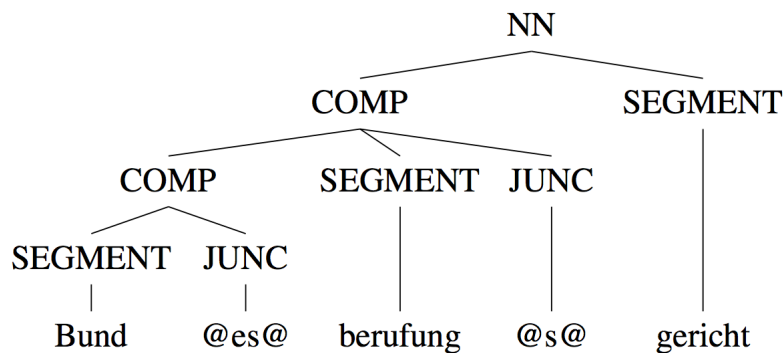 NN
COMP SEGMENT
COMP SEGMENT JUNC
SEGMENT JUNC
Bund @es@ berufung @s@ gericht